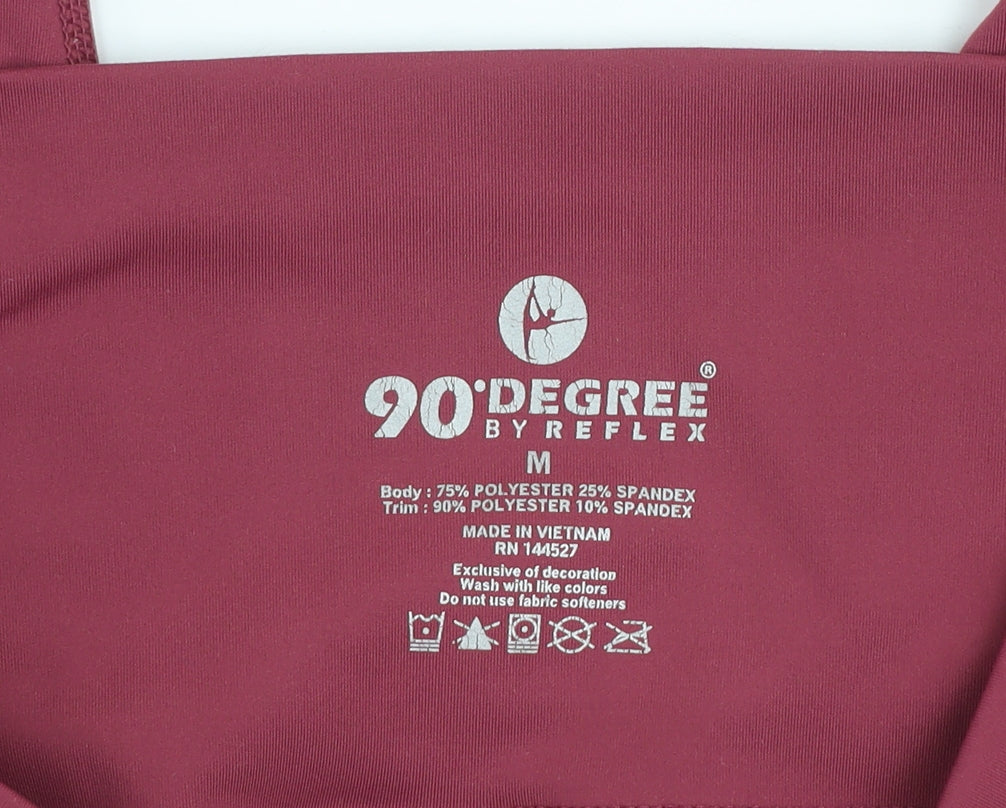 90°DEGREE®
BY REFLEX
M
Body : 75% POLYESTER 25% SPANDEX
Trim : 90% POLYESTER 10% SPANDEX
MADE IN VIETNAM
RN 144527
Exclusive of decoration
Wash with like colors
Do not use fabric softeners